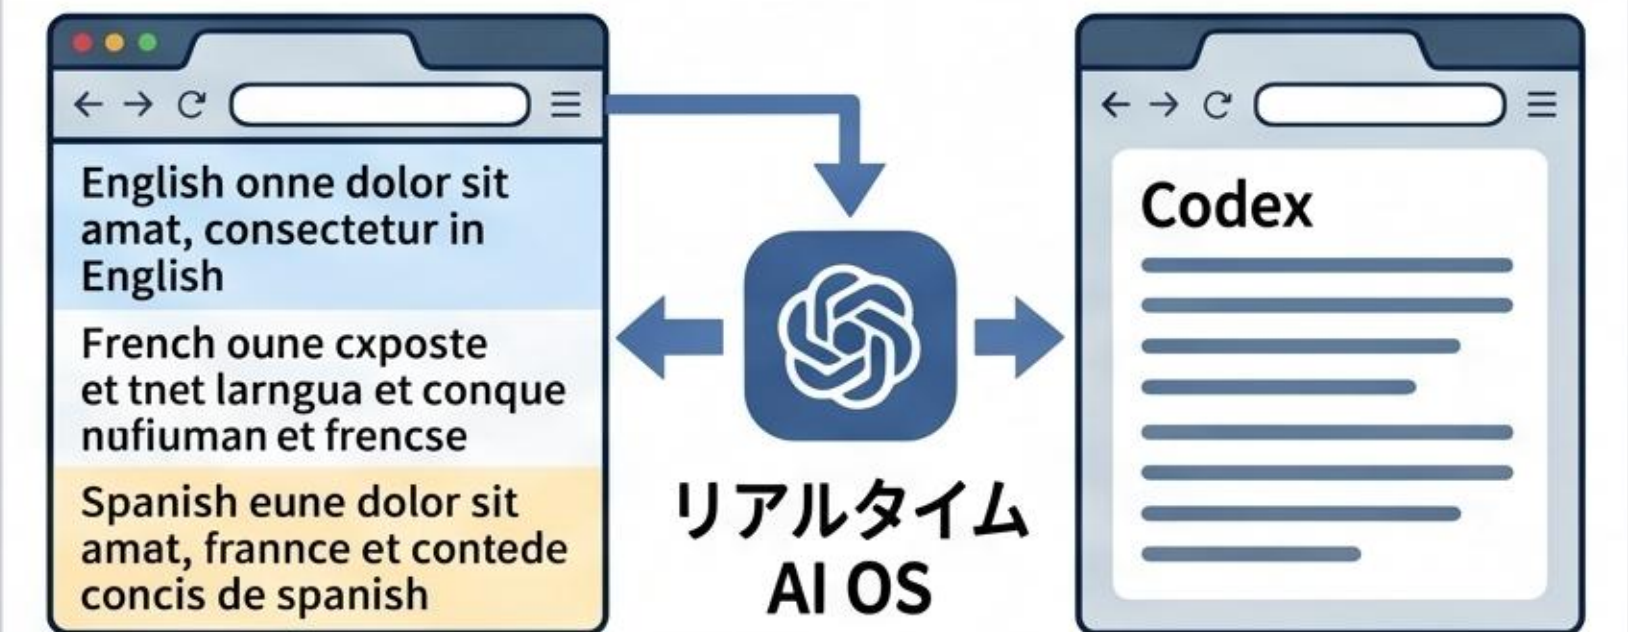 English onne dolor sit
amat, consectetur in
English
French oune cxposte
et tnet larngua et conque
nufiuman et frencse
Spanish eune dolor sit
amat, frannce et contede
concis de spanish
リアルタイム
AI OS
Codex